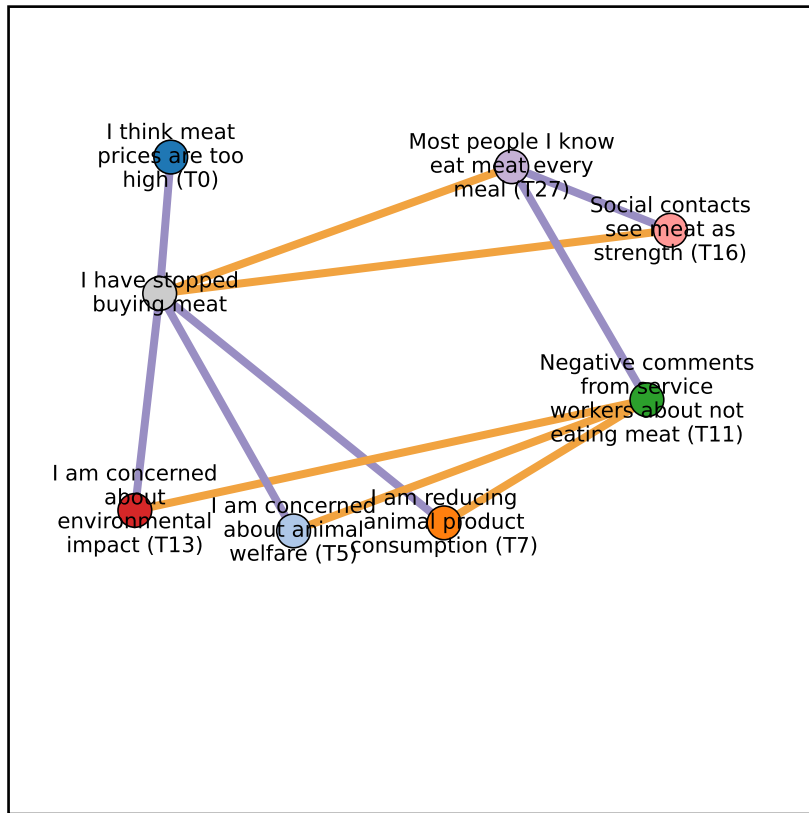 I think meat
prices are too
high (T0)
Most people I know
eat meat every
meal (T27)
Social contacts
see meat as
strength (T16)
I have stopped
buying meat
Negative comments
from service
workers about not
eating meat (T11)
I am concerned
about
environmental
impact (T13)
I am concerned
about animal
welfare (T5)
I am reducing
animal product
consumption (T7)